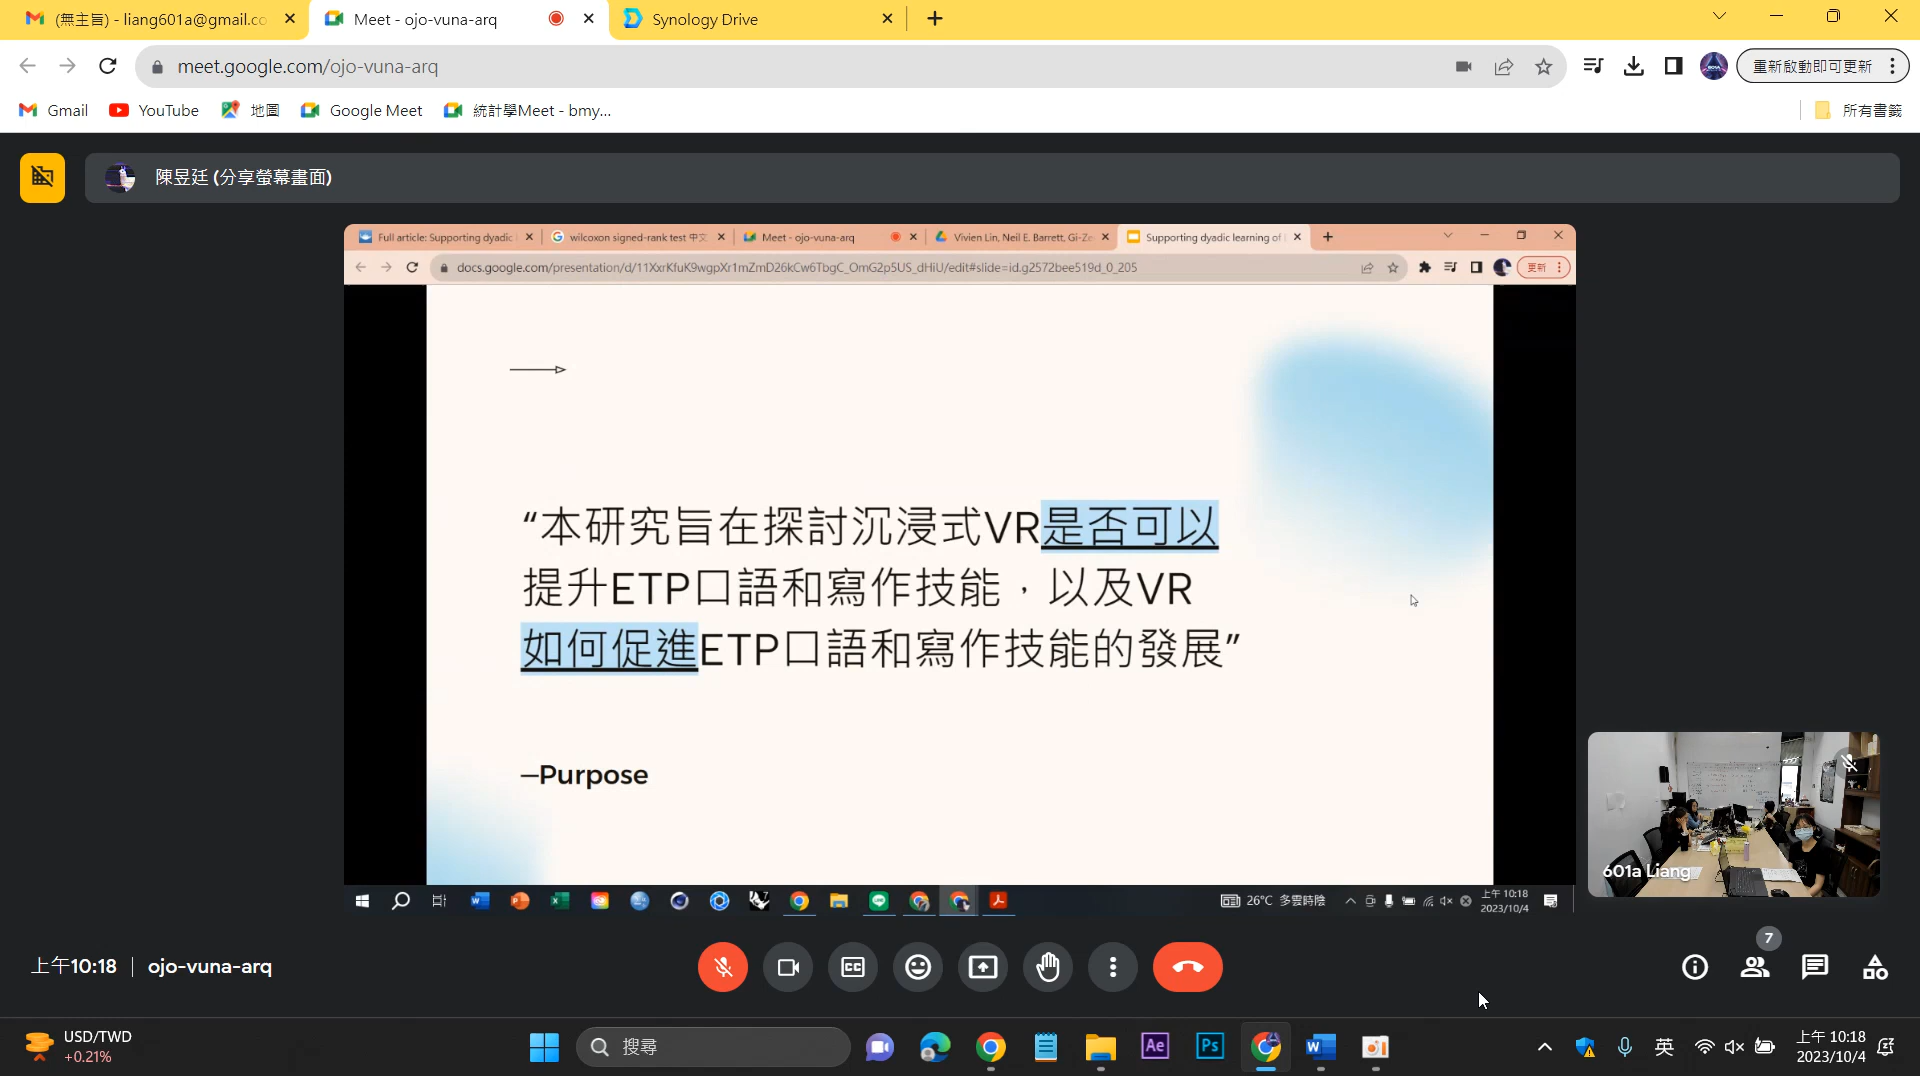 (無主旨) - liang601a@gmail.co
Meet - ojo-vuna-arq
Synology Drive
meet.google.com/ojo-vuna-arq
重新啟動即可更新
Gmail
YouTube
地圖
Google Meet
統計學Meet - bmy...
所有書籤
陳昱廷 (分享螢幕畫面)
Full article: Supporting dyadic
wilcoxon signed-rank test 中文
Meet - ojo-vuna-arq
Vivien Lin, Neil E. Barrett, Gi-Ze
Supporting dyadic learning of
docs.google.com/presentation/d/11XxrKfuK9wgpXr1mZmD26kCw6TbgC_OmG2p5US_dHiU/edit#slide=id.g2572bee519d_0_205
更新
“本研究旨在探討沉浸式VR是否可以
提升ETP口語和寫作技能，以及VR
如何促進ETP口語和寫作技能的發展”
—Purpose
601a Liang
26°C 多雲時陰
上午 10:18
2023/10/4
上午10:18
ojo-vuna-arq
7
USD/TWD
+0.21%
搜尋
Ae
Ps
英
上午 10:18
2023/10/4